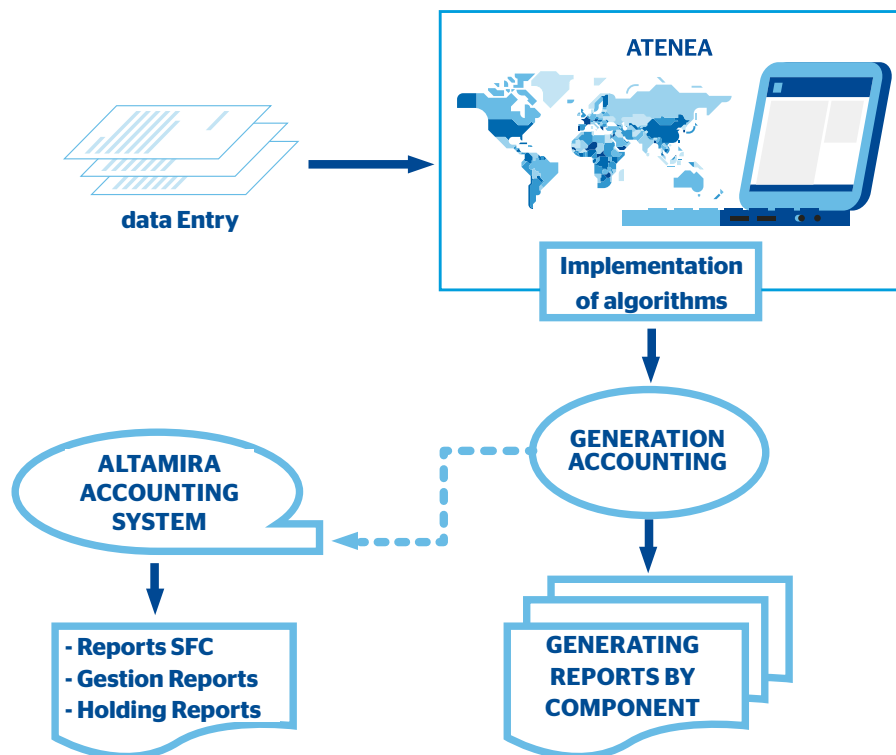 ATENEA
data Entry
Implementation
of algorithms
GENERATION
ACCOUNTING
ALTAMIRA
ACCOUNTING
SYSTEM
- Reports SFC
- Gestion Reports
- Holding Reports
GENERATING
REPORTS BY
COMPONENT